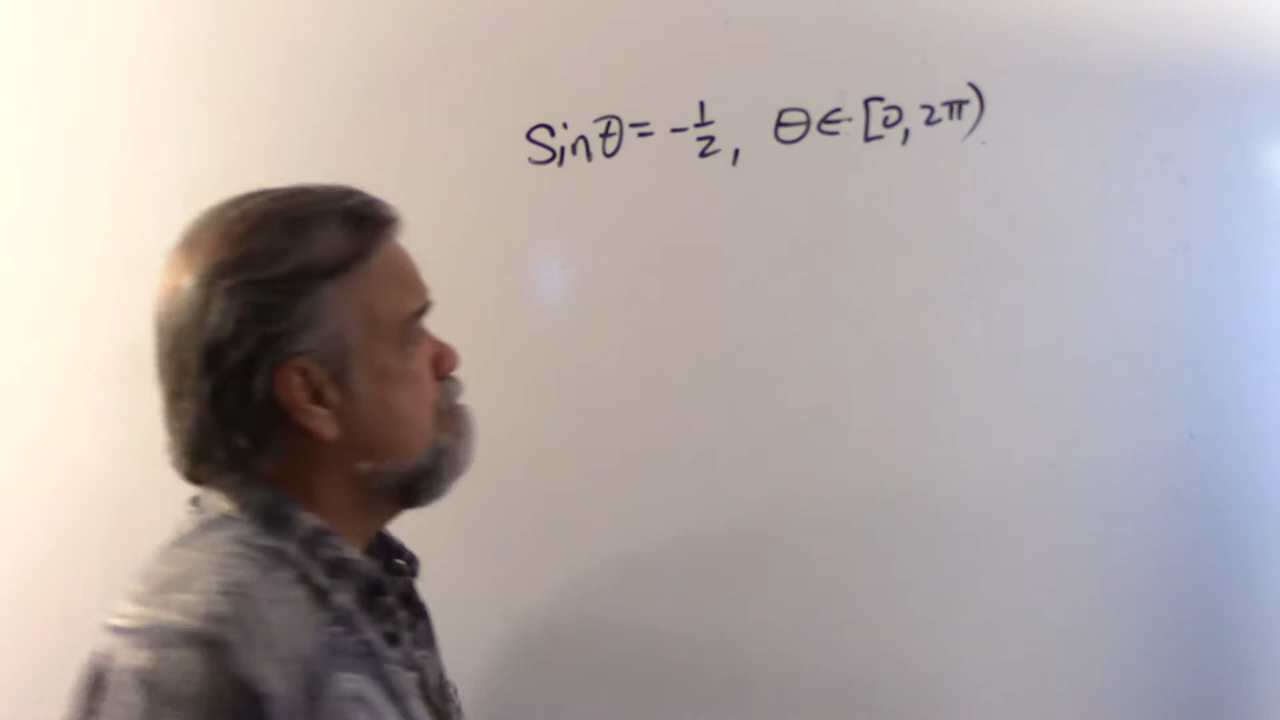 Sinθ = -1/2, θ ∈ [0, 2π)